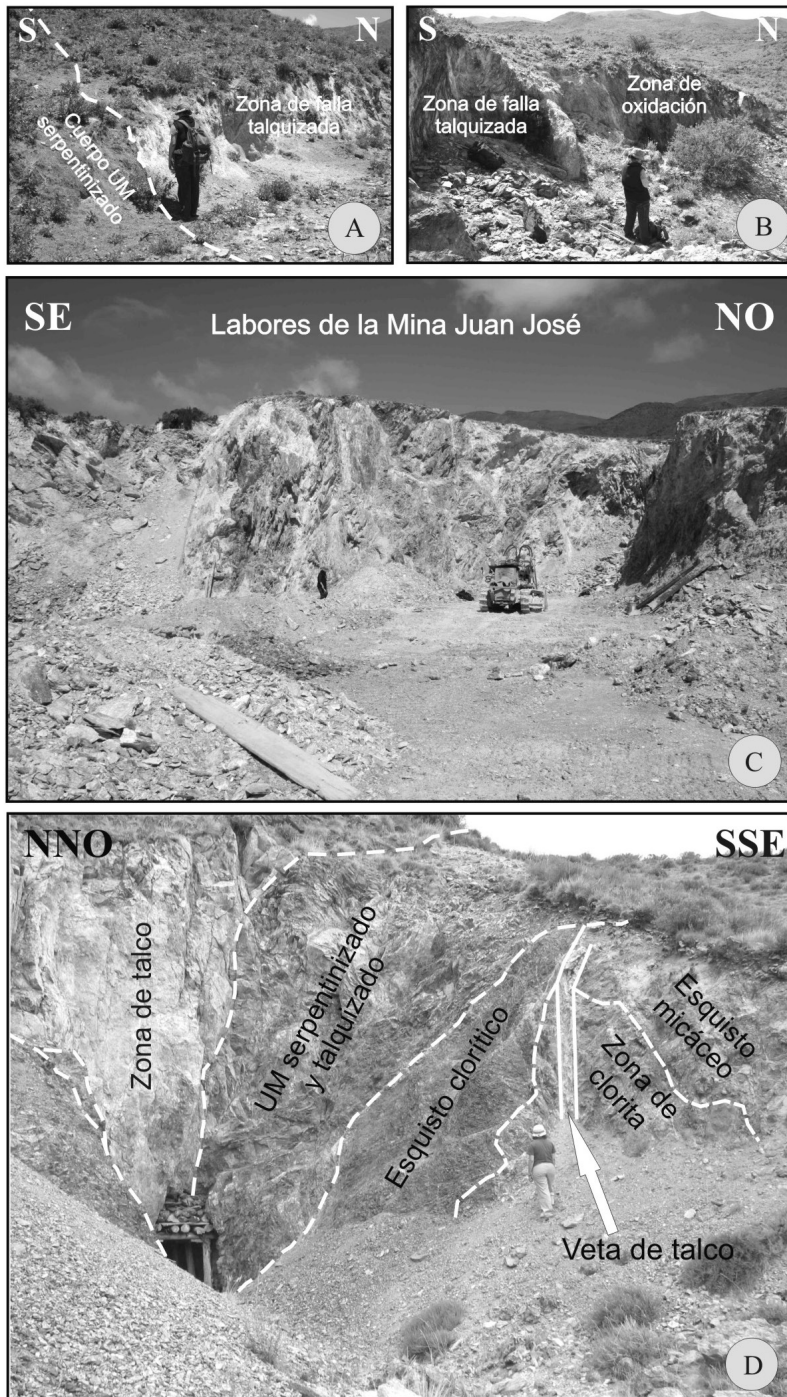 S N
Zona de falla
talquizada
Cuerpo UM
serpentinizado
A
S N
Zona de falla
talquizada
Zona de
oxidación
B
SE NO
Labores de la Mina Juan José
C
NNO SSE
Zona de talco
UM serpentinizado
y talquizado
Esquisto clorítico
Zona de
clorita
Esquisto
micáceo
Veta de talco
D